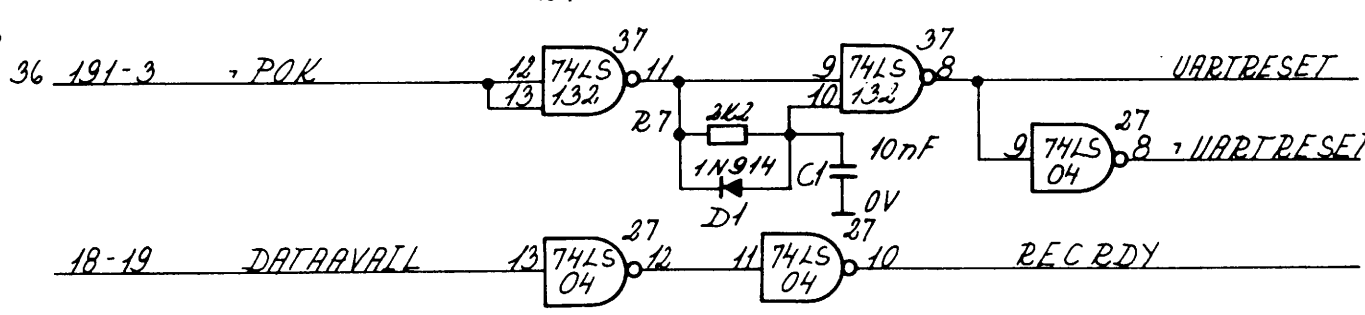 36 191-3 ¬POK 12 13 74LS 132 37 11 9 10 74LS 132 37 8 UARTRESET
R7 2K2
1N914
D1
C1 10nF
0V
9 74LS 04 27 8 ¬UARTRESET
18-19 DATAAVAIL 13 74LS 04 27 12 11 74LS 04 27 10 RECRDY